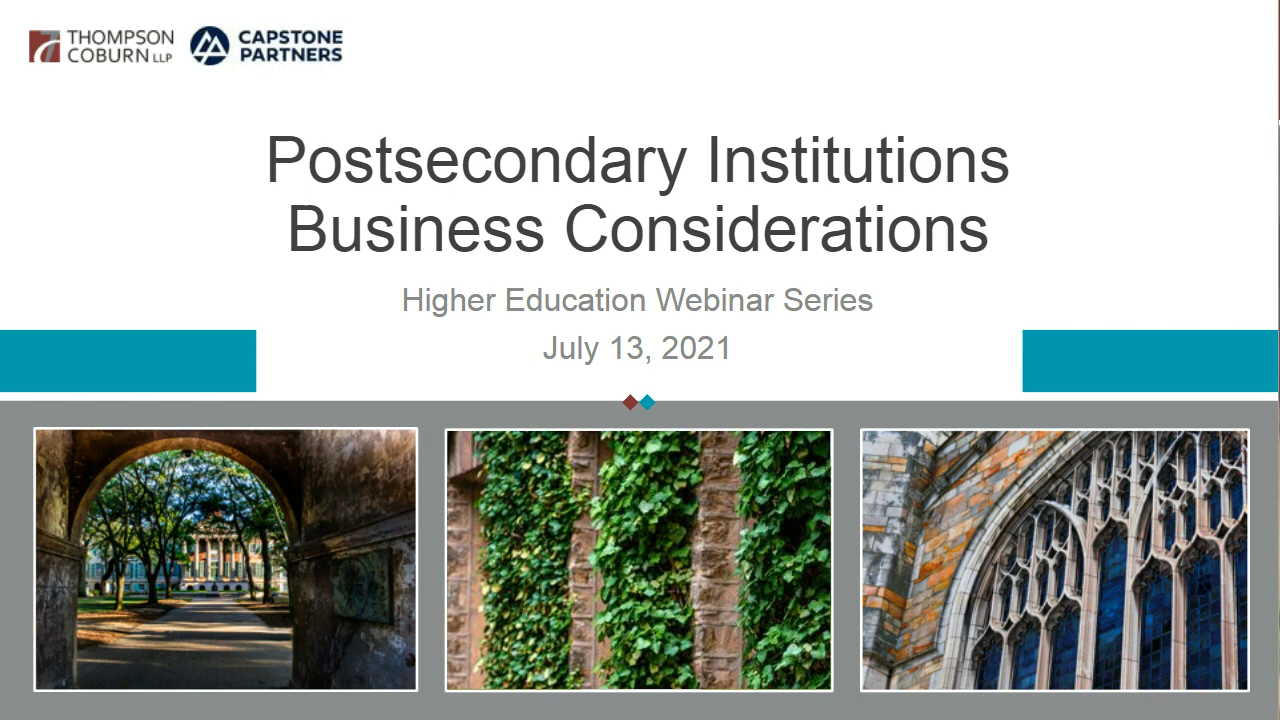 THOMPSON
COBURN LLP
CAPSTONE
PARTNERS
Postsecondary Institutions
Business Considerations
Higher Education Webinar Series
July 13, 2021